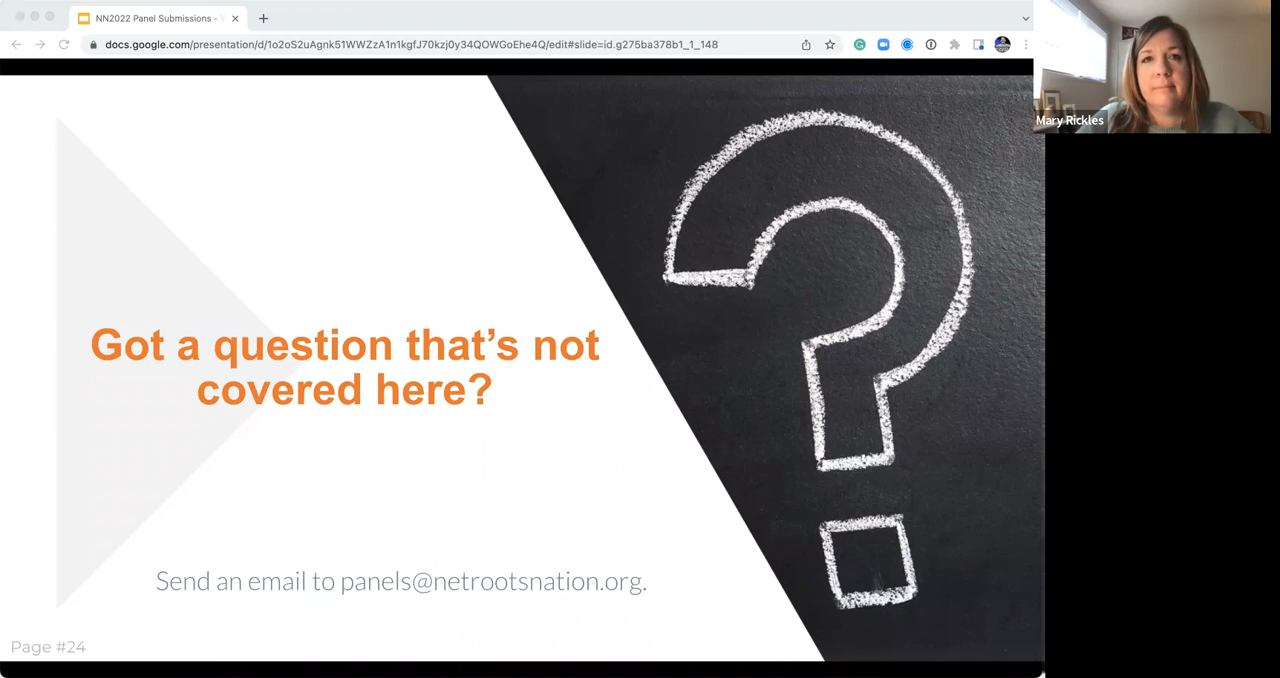 NN2022 Panel Submissions -
docs.google.com/presentation/d/1o2oS2uAgnk51WWZzA1n1kgfJ70kzj0y34QOWGoEhe4Q/edit#slide=id.g275ba378b1_1_148
Mary Rickles
Got a question that's not
covered here?
Send an email to panels@netrootsnation.org.
Page #24